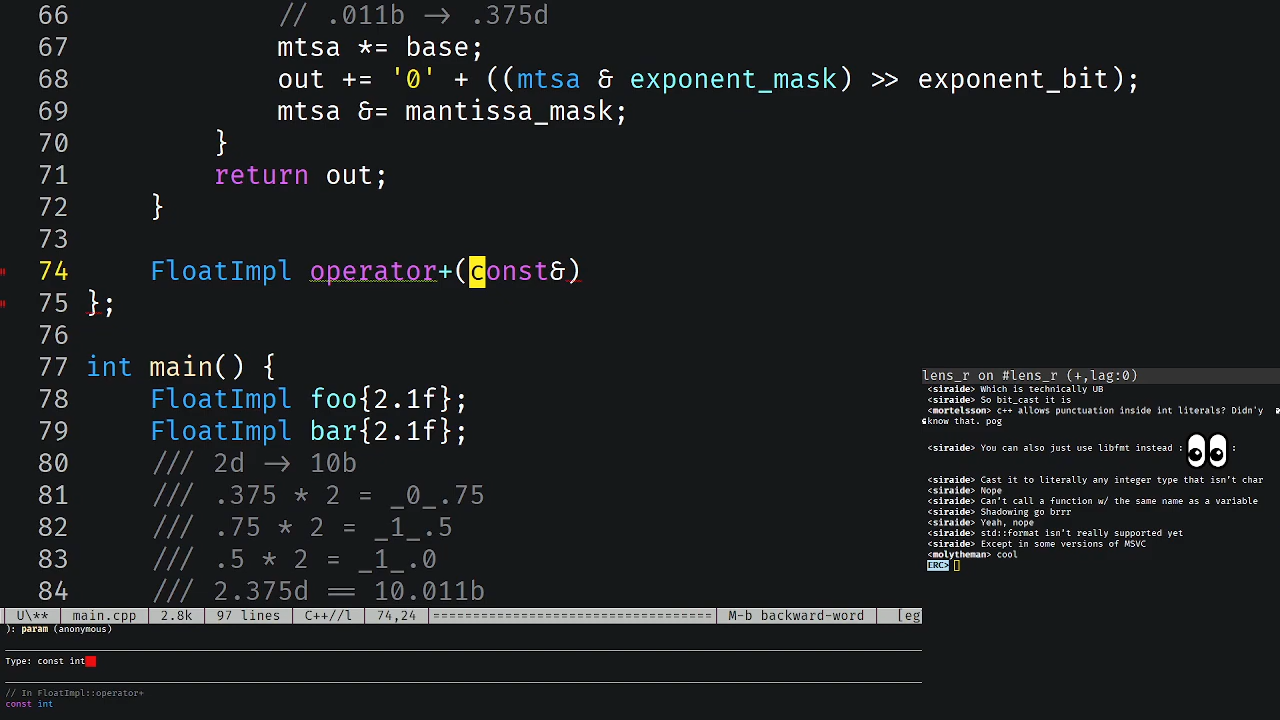 66 // .011b -> .375d
67 mtsa *= base;
68 out += '0' + ((mtsa & exponent_mask) >> exponent_bit);
69 mtsa &= mantissa_mask;
70 }
71 return out;
72 }
73
74 FloatImpl operator+(const&)
75 };
76
77 int main() {
78 FloatImpl foo{2.1f};
79 FloatImpl bar{2.1f};
80 /// 2d -> 10b
81 /// .375 * 2 = _0_.75
82 /// .75 * 2 = _1_.5
83 /// .5 * 2 = _1_.0
84 /// 2.375d == 10.011b
U\** main.cpp 2.8k 97 lines C++//l 74,24 ================================== M-b backward-word [eg
): param (anonymous)
Type: const int
// In FloatImpl::operator+
const int
lens_r on #lens_r (+,lag:0)
<siraide> Which is technically UB
<siraide> So bit_cast it is
<mortelsson> c++ allows punctuation inside int literals? Didn'y
know that. pog
<siraide> You can also just use libfmt instead : :
<siraide> Cast it to literally any integer type that isn't char
<siraide> Nope
<siraide> Can't call a function w/ the same name as a variable
<siraide> Shadowing go brrr
<siraide> Yeah, nope
<siraide> std::format isn't really supported yet
<siraide> Except in some versions of MSVC
<molytheman> cool
ERC>